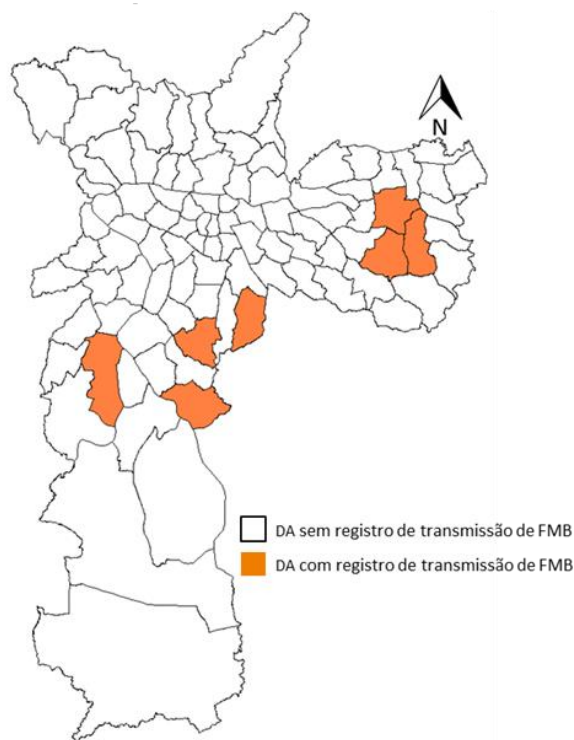 N
DA sem registro de transmissão de FMB
DA com registro de transmissão de FMB